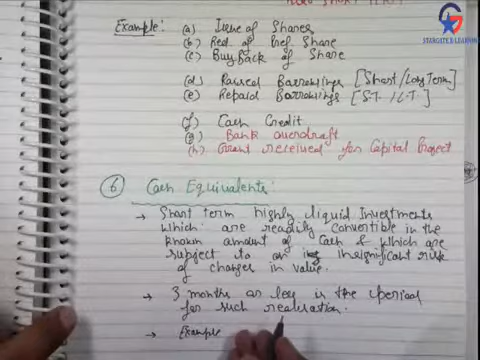 STARGATE E LEARNING
Example: (a) Issue of Shares
(b) Red of Pref Share
(c) Buy Back of Share
(d) Raised Borrowings [Short/Long Term]
(e) Repaid Borrowings [S.T. / L.T]
(f) Cash Credit
(g) Bank overdraft
(h) Grant received for Capital Project
6 Cash Equivalents:
→ Short term highly liquid Investments
which are readily convertible in the
known amount of Cash & which are
subject to an insignificant risk
of changes in value.
→ 3 months or less is the period
for such realisation.
→ Example